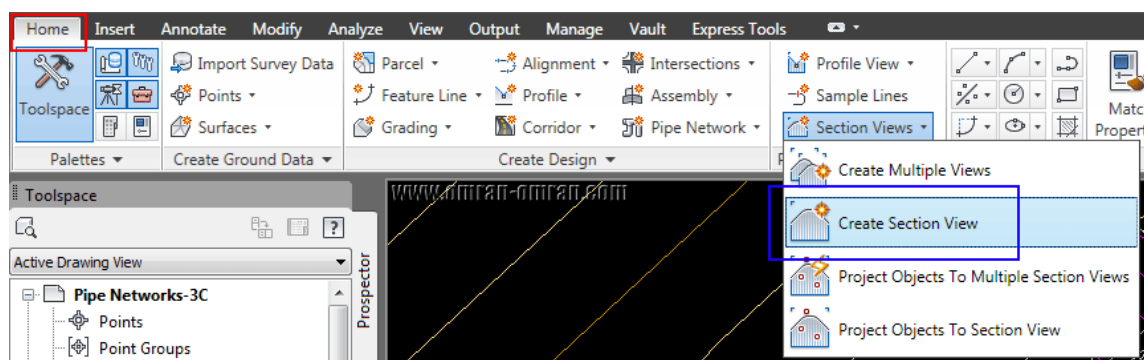 Home Insert Annotate Modify Analyze View Output Manage Vault Express Tools
Toolspace
Import Survey Data
Points
Surfaces
Parcel
Feature Line
Grading
Alignment
Profile
Corridor
Intersections
Assembly
Pipe Network
Profile View
Sample Lines
Section Views
Matc
Propert
Palettes
Create Ground Data
Create Design
P
Create Multiple Views
Create Section View
Project Objects To Multiple Section Views
Project Objects To Section View
Toolspace
www.omran-omran.com
?
Active Drawing View
Prospector
Pipe Networks-3C
Points
Point Groups